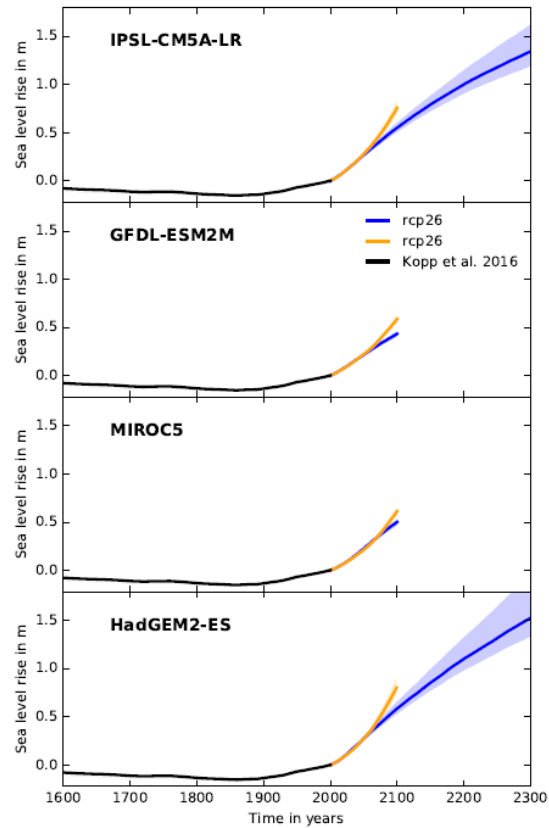 IPSL-CM5A-LR
Sea level rise in m
1.5
1.0
0.5
0.0
GFDL-ESM2M
rcp26
rcp26
Kopp et al. 2016
Sea level rise in m
1.5
1.0
0.5
0.0
MIROC5
Sea level rise in m
1.5
1.0
0.5
0.0
HadGEM2-ES
Sea level rise in m
1.5
1.0
0.5
0.0
1600 1700 1800 1900 2000 2100 2200 2300
Time in years